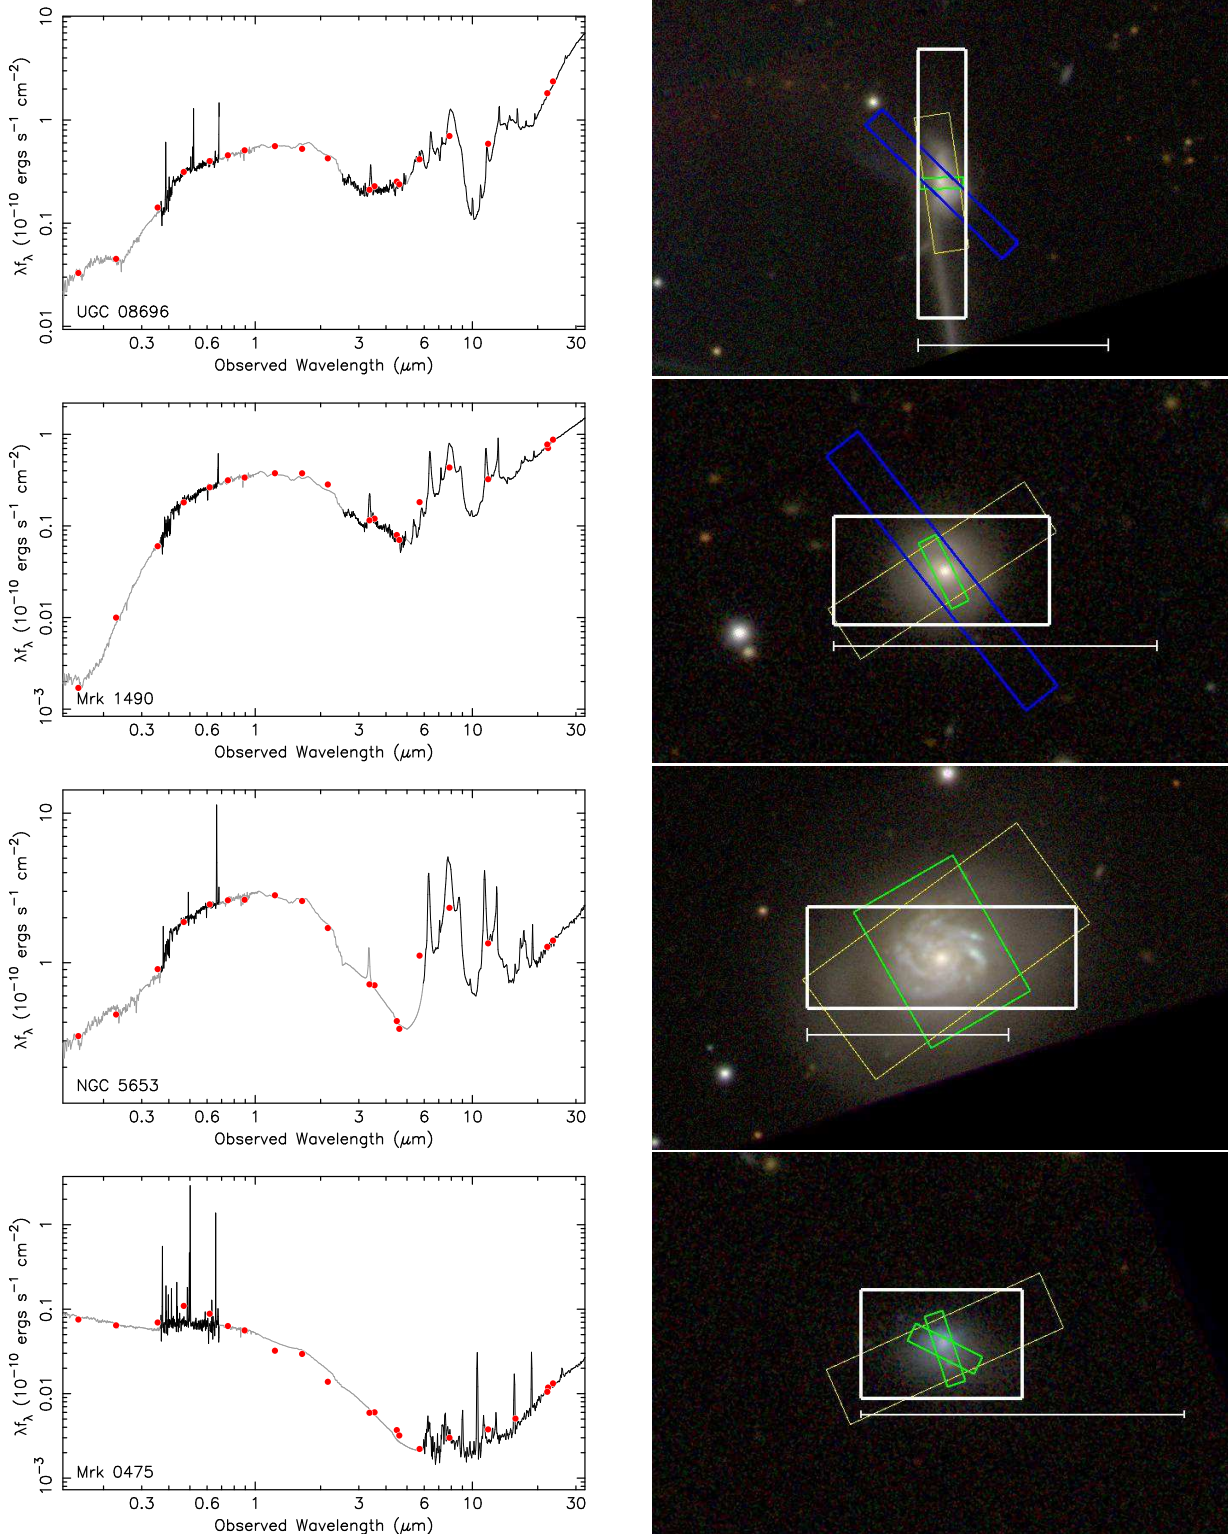 10
1
0.1
0.01
λf_λ (10⁻¹⁰ ergs s⁻¹ cm⁻²)
UGC 08696
0.3 0.6 1 3 6 10 30
Observed Wavelength (μm)
1
0.1
0.01
10⁻³
λf_λ (10⁻¹⁰ ergs s⁻¹ cm⁻²)
Mrk 1490
0.3 0.6 1 3 6 10 30
Observed Wavelength (μm)
10
1
λf_λ (10⁻¹⁰ ergs s⁻¹ cm⁻²)
NGC 5653
0.3 0.6 1 3 6 10 30
Observed Wavelength (μm)
1
0.1
0.01
10⁻³
λf_λ (10⁻¹⁰ ergs s⁻¹ cm⁻²)
Mrk 0475
0.3 0.6 1 3 6 10 30
Observed Wavelength (μm)